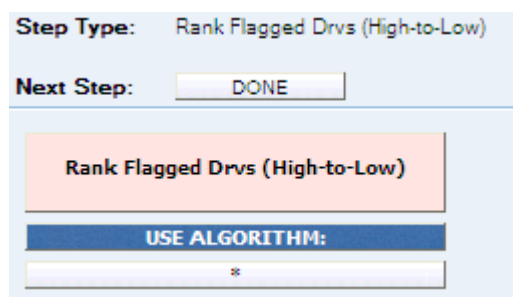 Step Type: Rank Flagged Drvs (High-to-Low)
Next Step: DONE
Rank Flagged Drvs (High-to-Low)
USE ALGORITHM:
*